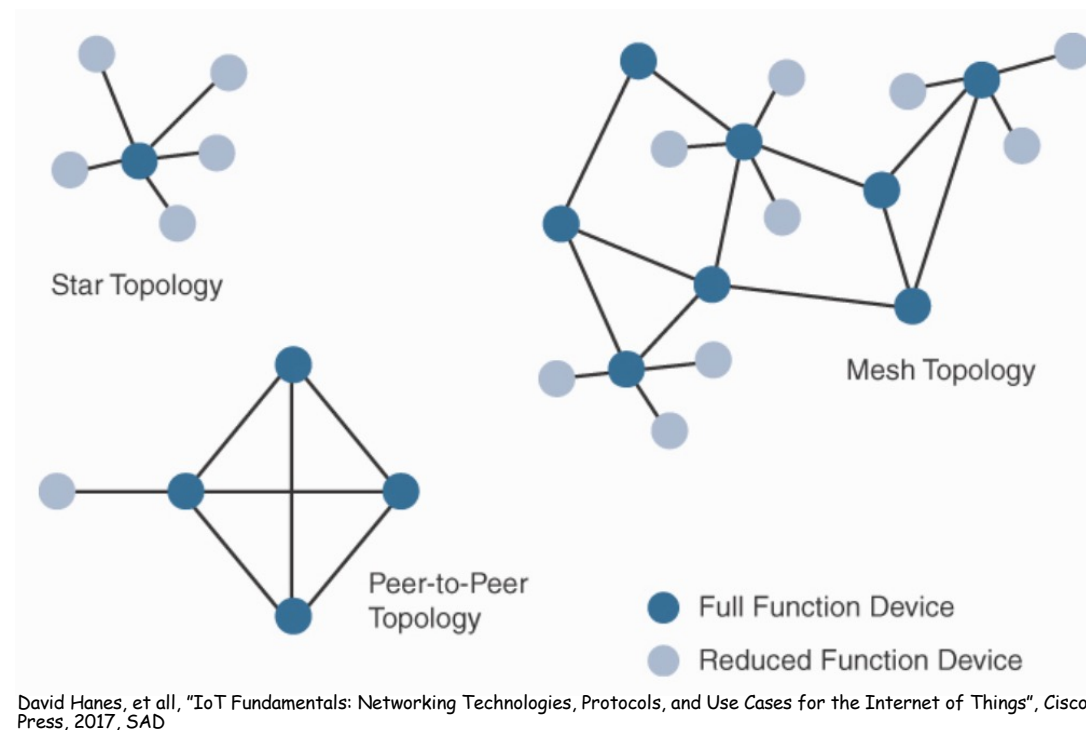 Star Topology
Mesh Topology
Peer-to-Peer
Topology
Full Function Device
Reduced Function Device
David Hanes, et all, "IoT Fundamentals: Networking Technologies, Protocols, and Use Cases for the Internet of Things", Cisco
Press, 2017, SAD